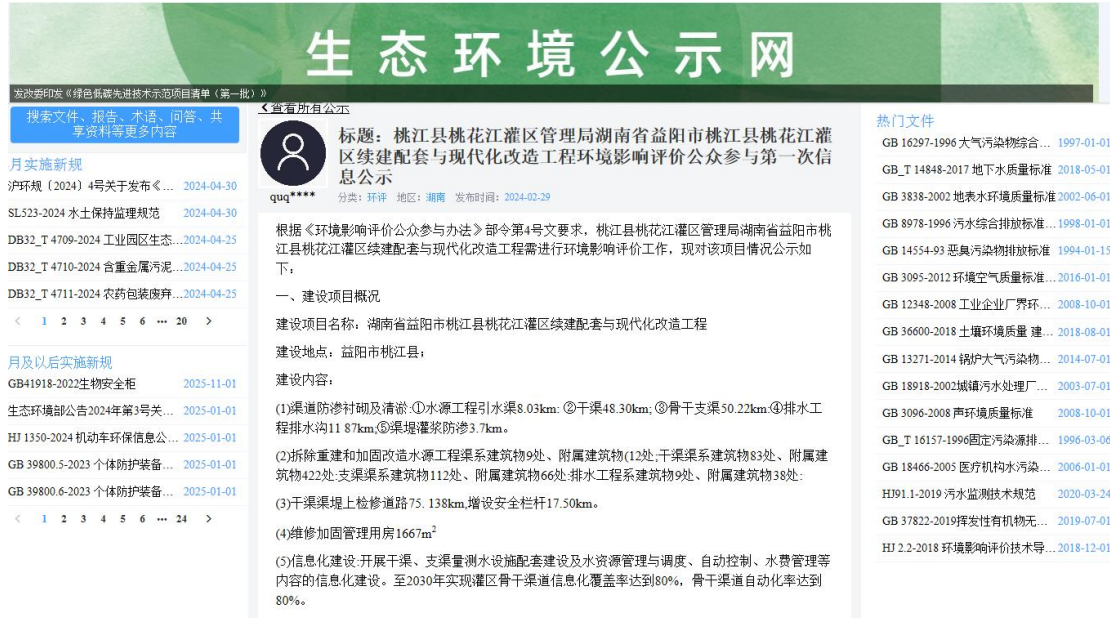 生态环境公示网
发改委印发《绿色低碳先进技术示范项目清单（第一批）》
搜索文件、报告、术语、问答、共
享资料等更多内容
月实施新规
沪环规〔2024〕4号关于发布《... 2024-04-30
SL523-2024 水土保持监理规范 2024-04-30
DB32_T 4709-2024 工业园区生态... 2024-04-25
DB32_T 4710-2024 含重金属污泥... 2024-04-25
DB32_T 4711-2024 农药包装废弃... 2024-04-25
< 1 2 3 4 5 6 ··· 20 >
月及以后实施新规
GB41918-2022生物安全柜 2025-11-01
生态环境部公告2024年第3号关... 2025-01-01
HJ 1350-2024 机动车环保信息公... 2025-01-01
GB 39800.5-2023 个体防护装备... 2025-01-01
GB 39800.6-2023 个体防护装备... 2025-01-01
< 1 2 3 4 5 6 ··· 24 >
<查看所有公示
标题：桃江县桃花江灌区管理局湖南省益阳市桃江县桃花江灌
区续建配套与现代化改造工程环境影响评价公众参与第一次信
息公示
quq****
分类：环评 地区：湖南 发布时间：2024-02-29
根据《环境影响评价公众参与办法》部令第4号文要求，桃江县桃花江灌区管理局湖南省益阳市桃
江县桃花江灌区续建配套与现代化改造工程需进行环境影响评价工作，现对该项目情况公示如
下：
一、建设项目概况
建设项目名称：湖南省益阳市桃江县桃花江灌区续建配套与现代化改造工程
建设地点：益阳市桃江县；
建设内容：
(1)渠道防渗衬砌及清淤:①水源工程引水渠8.03km: ②干渠48.30km; ③骨干支渠50.22km:④排水工
程排水沟11 87km;⑤渠堤灌浆防渗3.7km。
(2)拆除重建和加固改造水源工程渠系建筑物9处、附属建筑物(12处;干渠渠系建筑物83处、附属建
筑物422处:支渠渠系建筑物112处、附属建筑物66处:排水工程系建筑物9处、附属建筑物38处:
(3)干渠渠堤上检修道路75. 138km,增设安全栏杆17.50km。
(4)维修加固管理用房1667m²
(5)信息化建设:开展干渠、支渠量测水设施配套建设及水资源管理与调度、自动控制、水费管理等
内容的信息化建设。至2030年实现灌区骨干渠道信息化覆盖率达到80%，骨干渠道自动化率达到
80%。
热门文件
GB 16297-1996 大气污染物综合... 1997-01-01
GB_T 14848-2017 地下水质量标准 2018-05-01
GB 3838-2002 地表水环境质量标准 2002-06-01
GB 8978-1996 污水综合排放标准... 1998-01-01
GB 14554-93 恶臭污染物排放标准 1994-01-15
GB 3095-2012 环境空气质量标准... 2016-01-01
GB 12348-2008 工业企业厂界环... 2008-10-01
GB 36600-2018 土壤环境质量 建... 2018-08-01
GB 13271-2014 锅炉大气污染物... 2014-07-01
GB 18918-2002城镇污水处理厂... 2003-07-01
GB 3096-2008 声环境质量标准 2008-10-01
GB_T 16157-1996固定污染源排... 1996-03-06
GB 18466-2005 医疗机构水污染... 2006-01-01
HJ91.1-2019 污水监测技术规范 2020-03-24
GB 37822-2019挥发性有机物无... 2019-07-01
HJ 2.2-2018 环境影响评价技术导... 2018-12-01